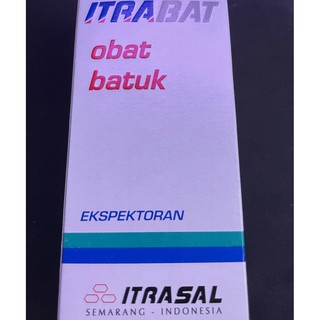 ITRABAT
obat
batuk
EKSPEKTORAN
ITRASAL
SEMARANG - INDONESIA